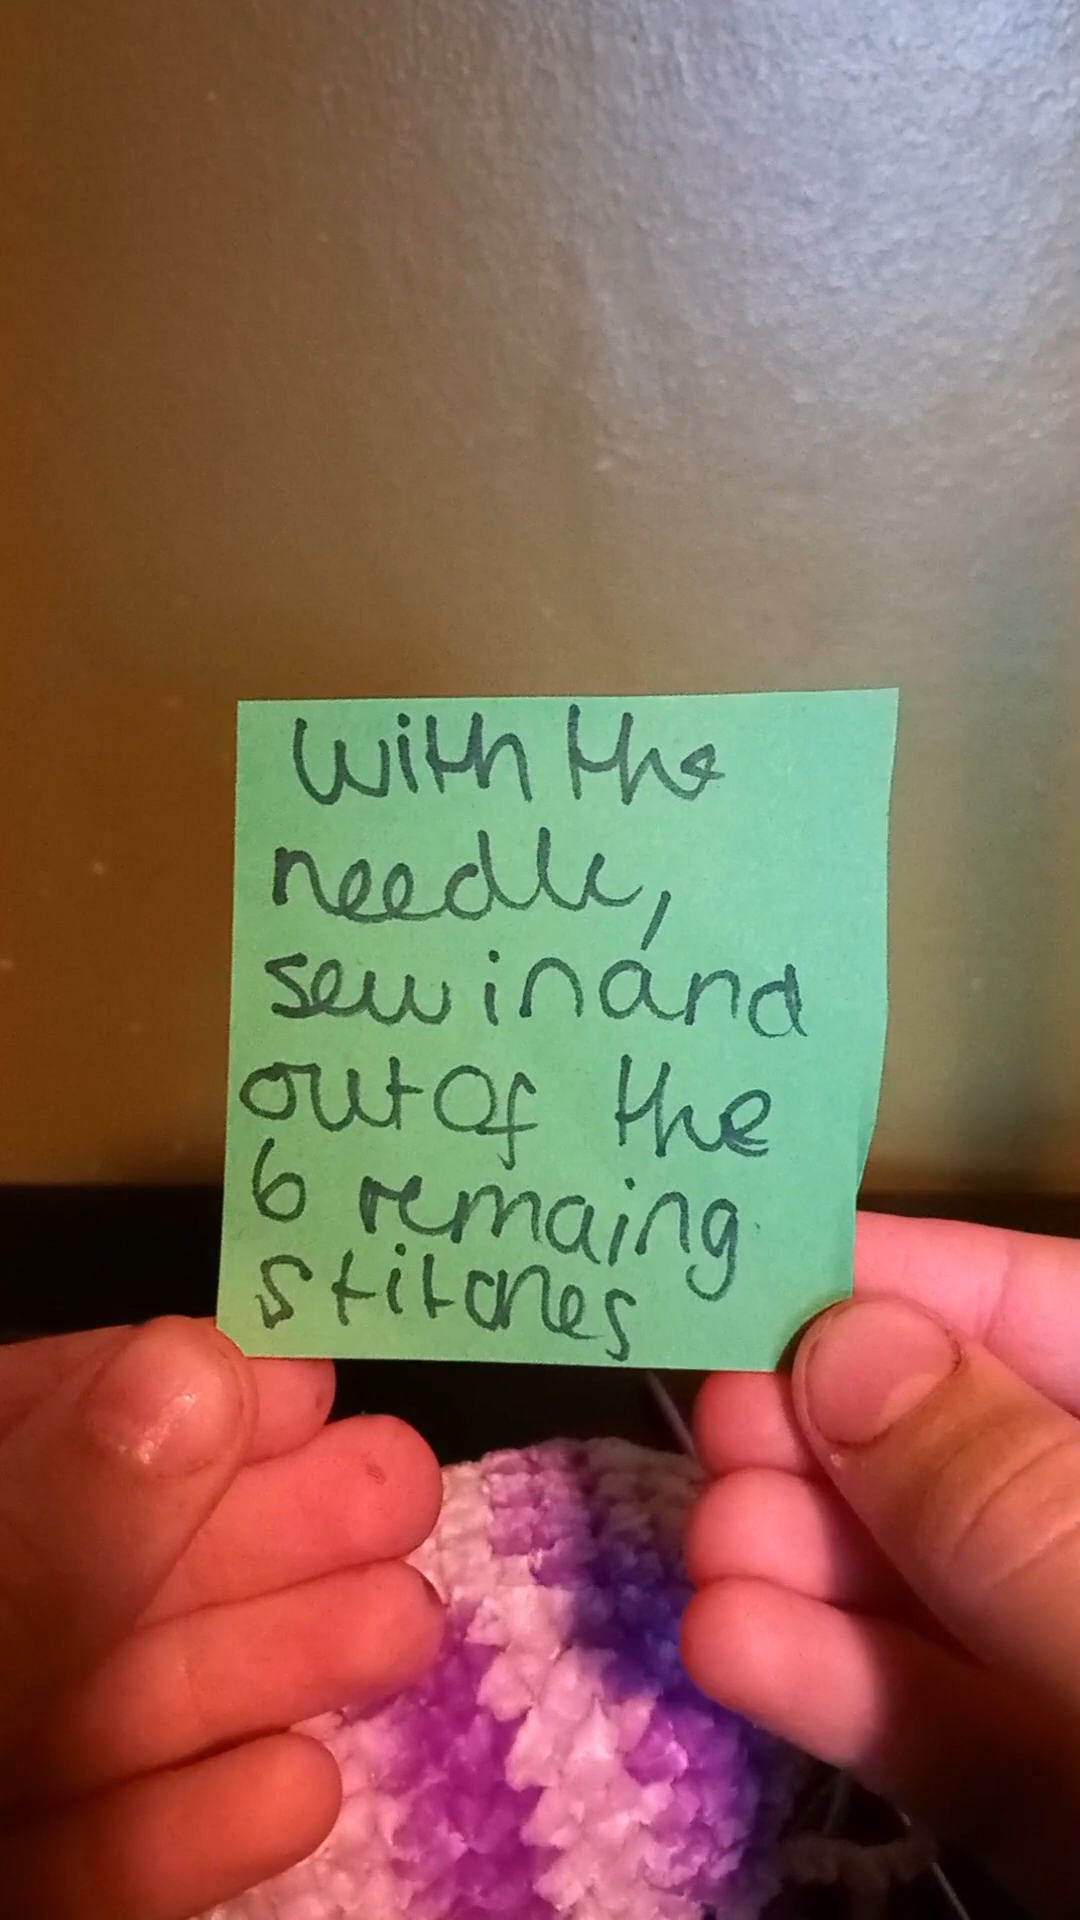 With the
needle,
sew in and
out of the
6 remaing
stitches